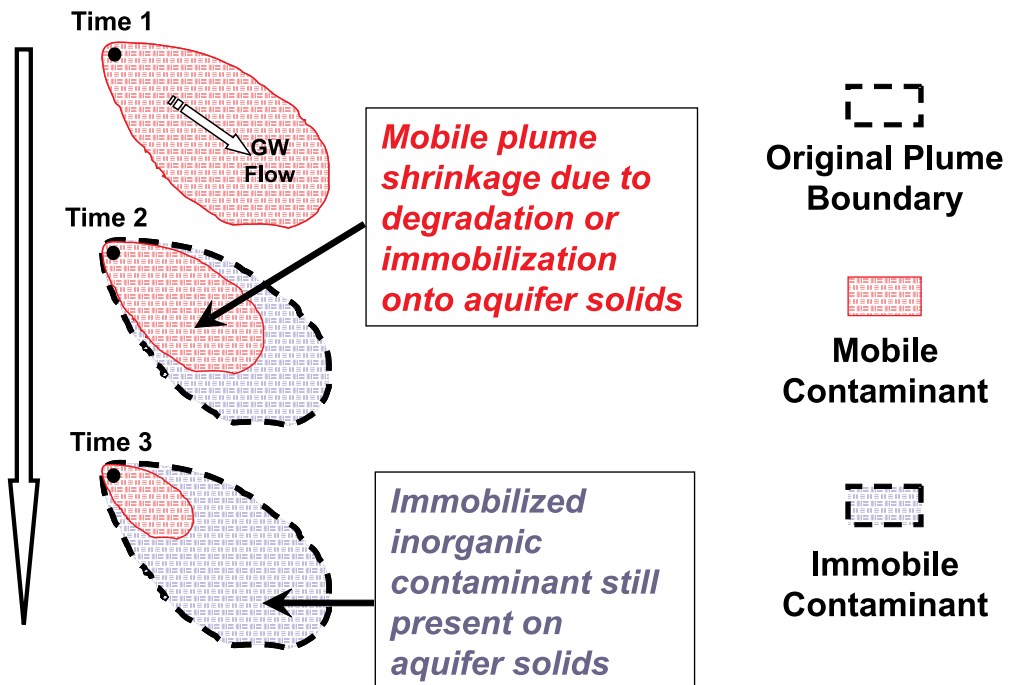 Time 1
GW
Flow
Time 2
Time 3
Mobile plume
shrinkage due to
degradation or
immobilization
onto aquifer solids
Immobilized
inorganic
contaminant still
present on
aquifer solids
Original Plume
Boundary
Mobile
Contaminant
Immobile
Contaminant